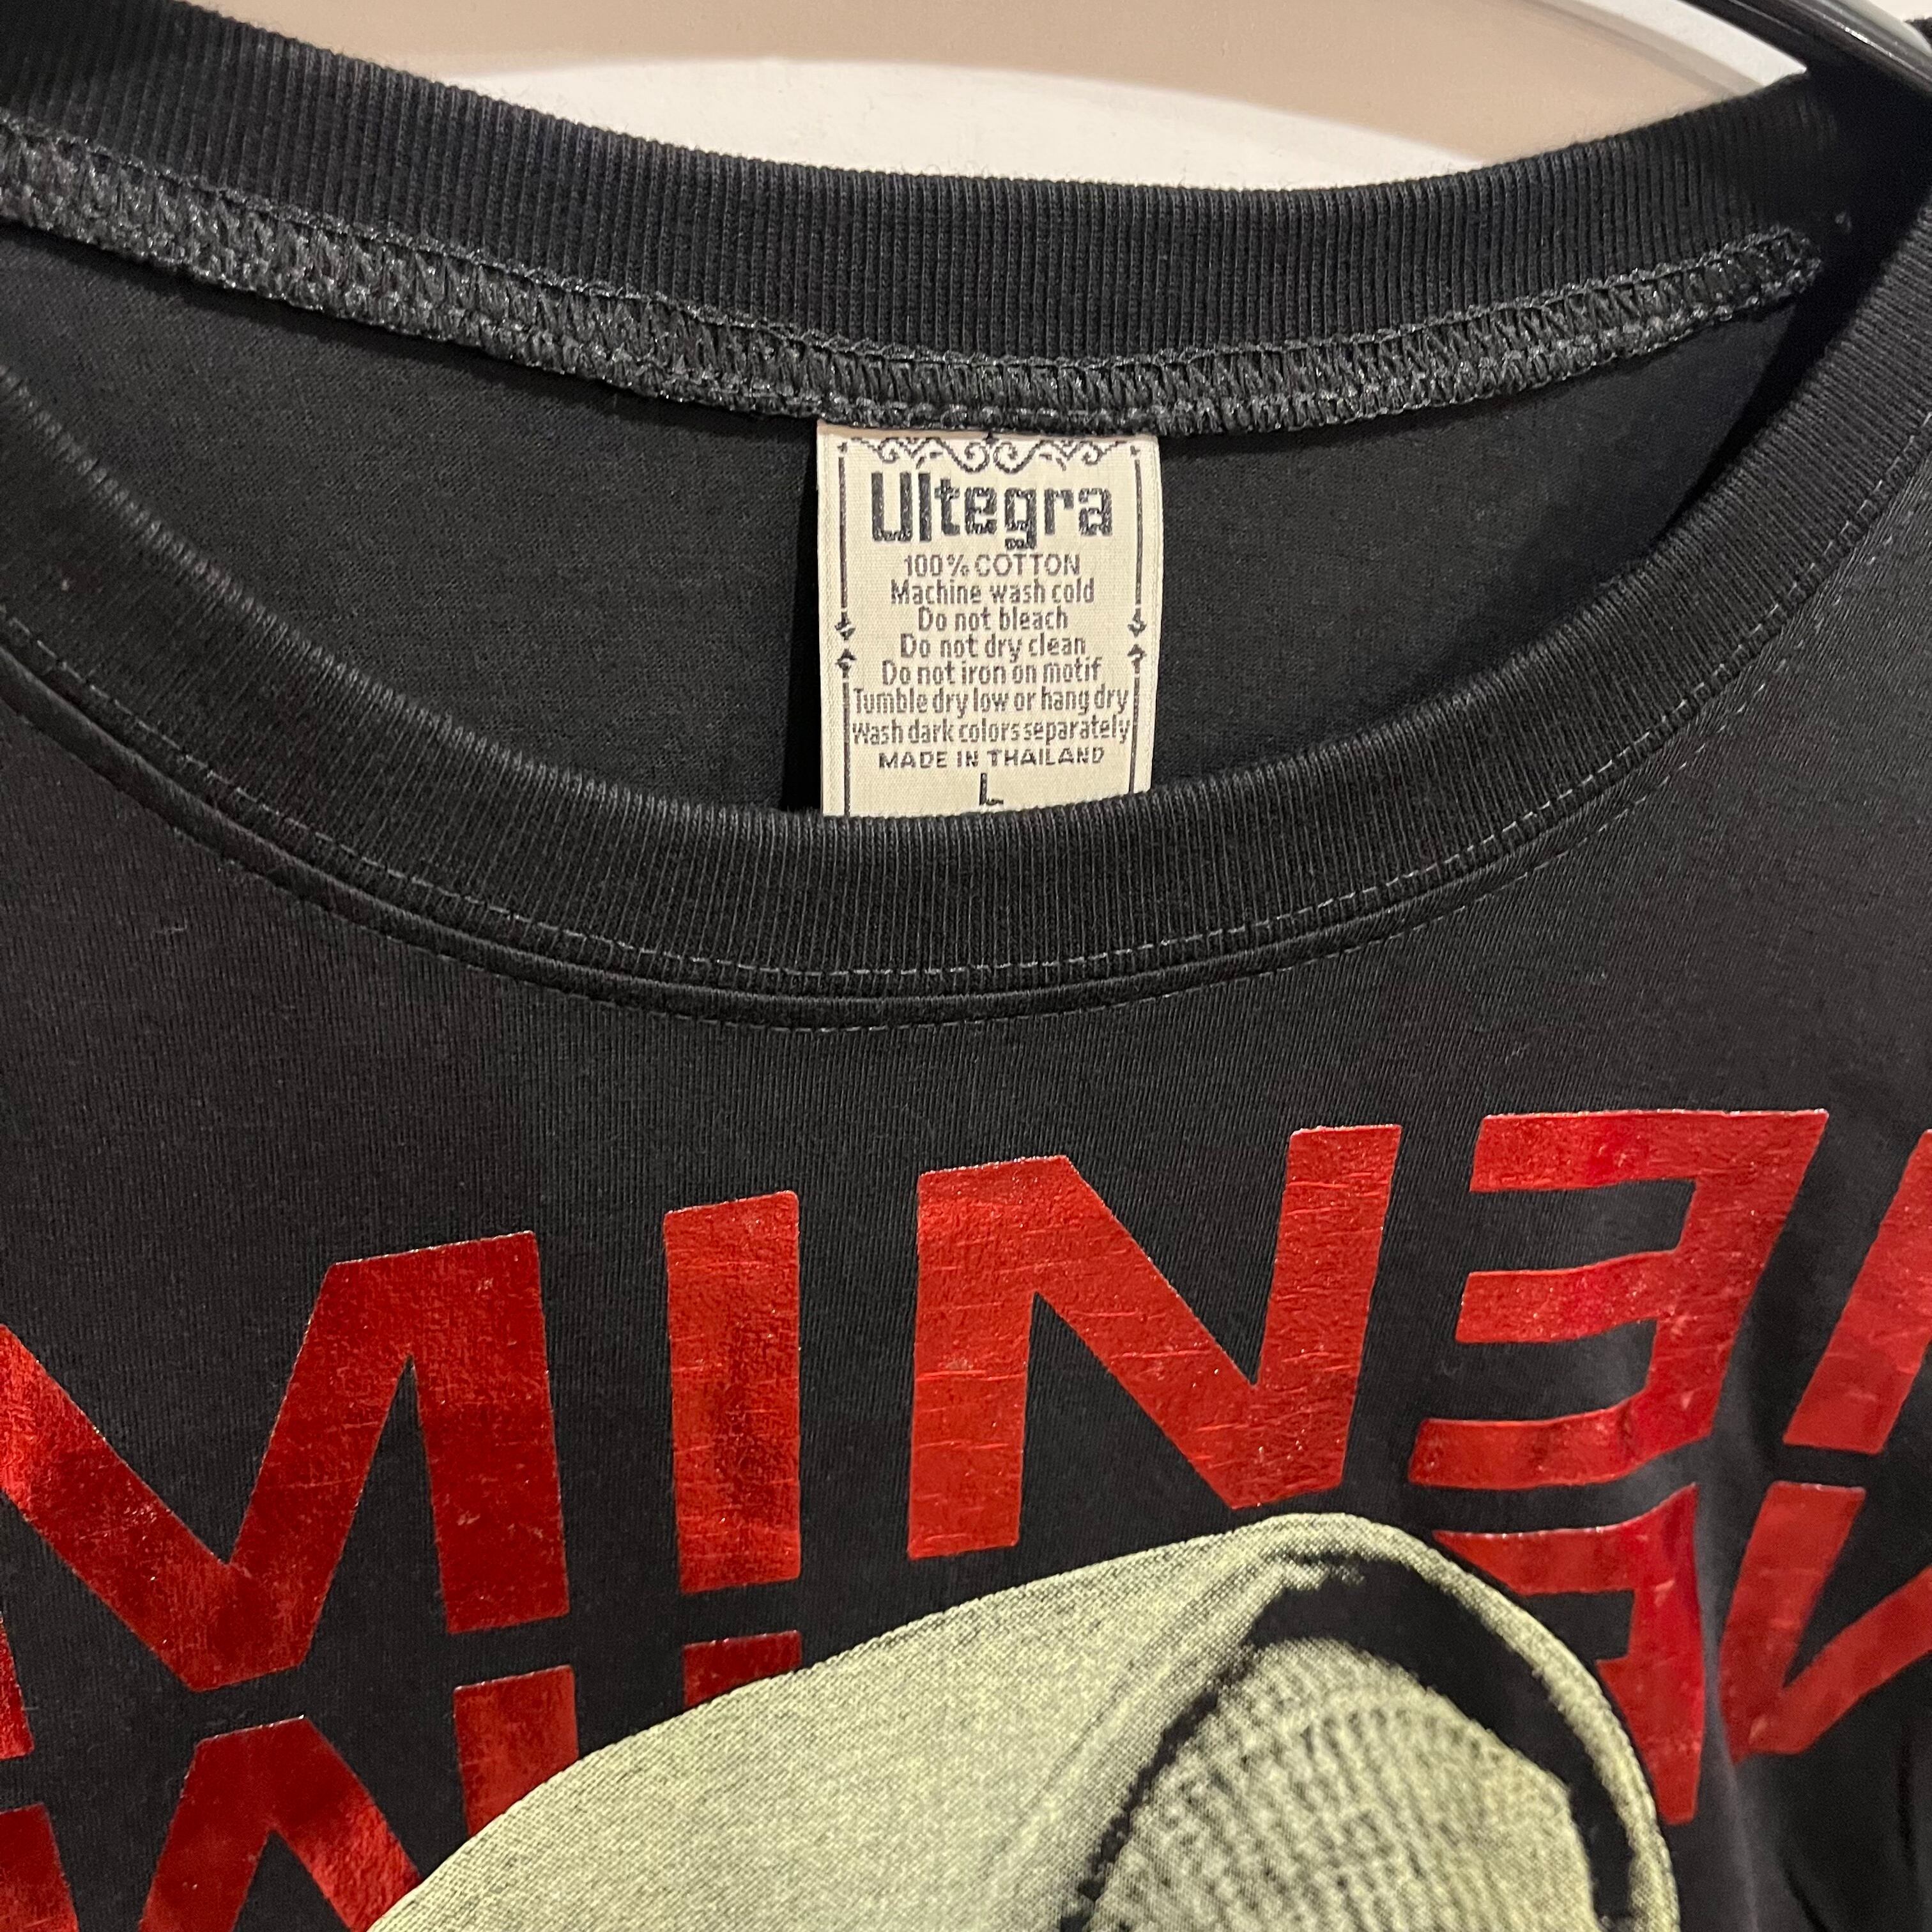 Ultegra
100% COTTON
Machine wash cold
Do not bleach
Do not dry clean
Do not iron on motif
Tumble dry low or hang dry
Wash dark colors separately
MADE IN THAILAND
L
EMINEM